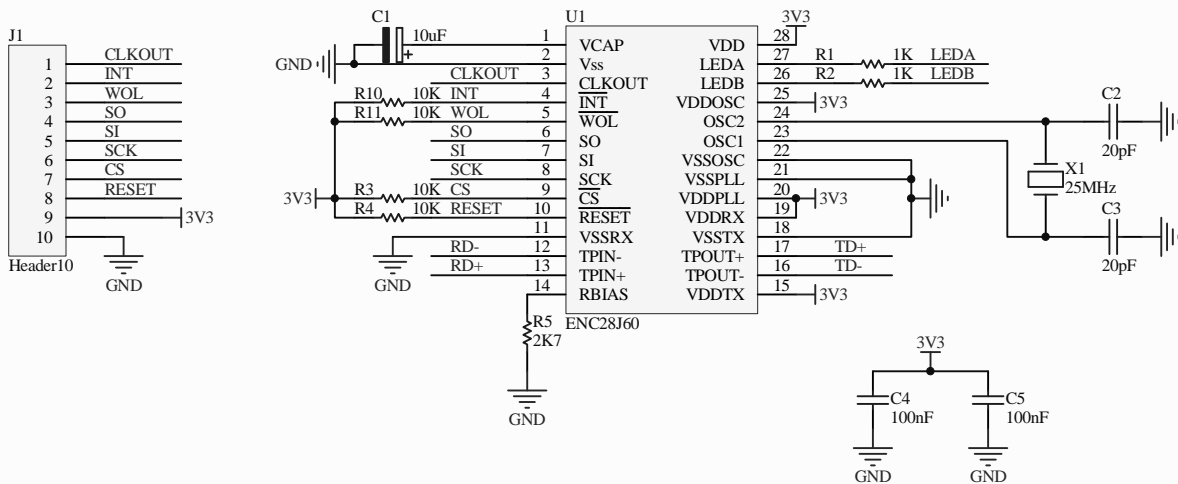 J1
CLKOUT
1
INT
2
WOL
3
SO
4
SI
5
SCK
6
CS
7
RESET
8
9
3V3
10
Header10
GND
C1
10uF
+
GND
CLKOUT
R10
10K
INT
R11
10K
WOL
SO
SI
SCK
3V3
R3
10K
CS
R4
10K
RESET
GND
RD-
RD+
R5
2K7
GND
U1
1
VCAP
VDD
28
3V3
2
Vss
LEDA
27
R1
1K
LEDA
3
CLKOUT
LEDB
26
R2
1K
LEDB
4
INT
VDDOSC
25
3V3
5
WOL
OSC2
24
6
SO
OSC1
23
7
SI
VSSOSC
22
8
SCK
VSSPLL
21
9
CS
VDDPLL
20
3V3
10
RESET
VDDRX
19
11
VSSRX
VSSTX
18
12
TPIN-
TPOUT+
17
TD+
13
TPIN+
TPOUT-
16
TD-
14
RBIAS
VDDTX
15
3V3
ENC28J60
C2
20pF
X1
25MHz
C3
20pF
3V3
C4
100nF
C5
100nF
GND
GND